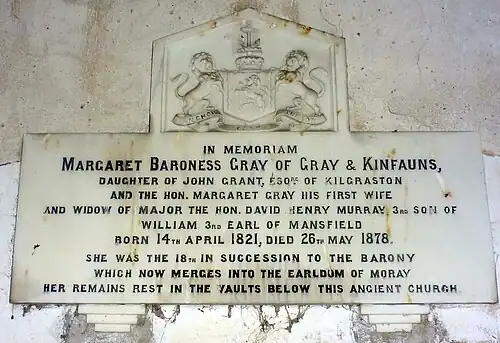 IN MEMORIAM
MARGARET BARONESS GRAY OF GRAY & KINFAUNS,
DAUGHTER OF JOHN GRANT, ESQRE. OF KILGRASTON
AND THE HON. MARGARET GRAY HIS FIRST WIFE
AND WIDOW OF MAJOR THE HON. DAVID HENRY MURRAY, 3RD SON OF
WILLIAM 3RD EARL OF MANSFIELD
BORN 14TH APRIL 1821, DIED 26TH MAY 1878.
SHE WAS THE 18TH IN SUCCESSION TO THE BARONY
WHICH NOW MERGES INTO THE EARLDOM OF MORAY
HER REMAINS REST IN THE VAULTS BELOW THIS ANCIENT CHURCH